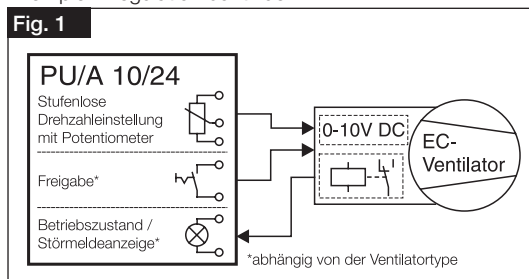 Fig. 1
PU/A 10/24
Stufenlose
Drehzahleinstellung
mit Potentiometer
Freigabe*
Betriebszustand /
Störmeldeanzeige*
0-10V DC
EC-
Ventilator
*abhängig von der Ventilatortype